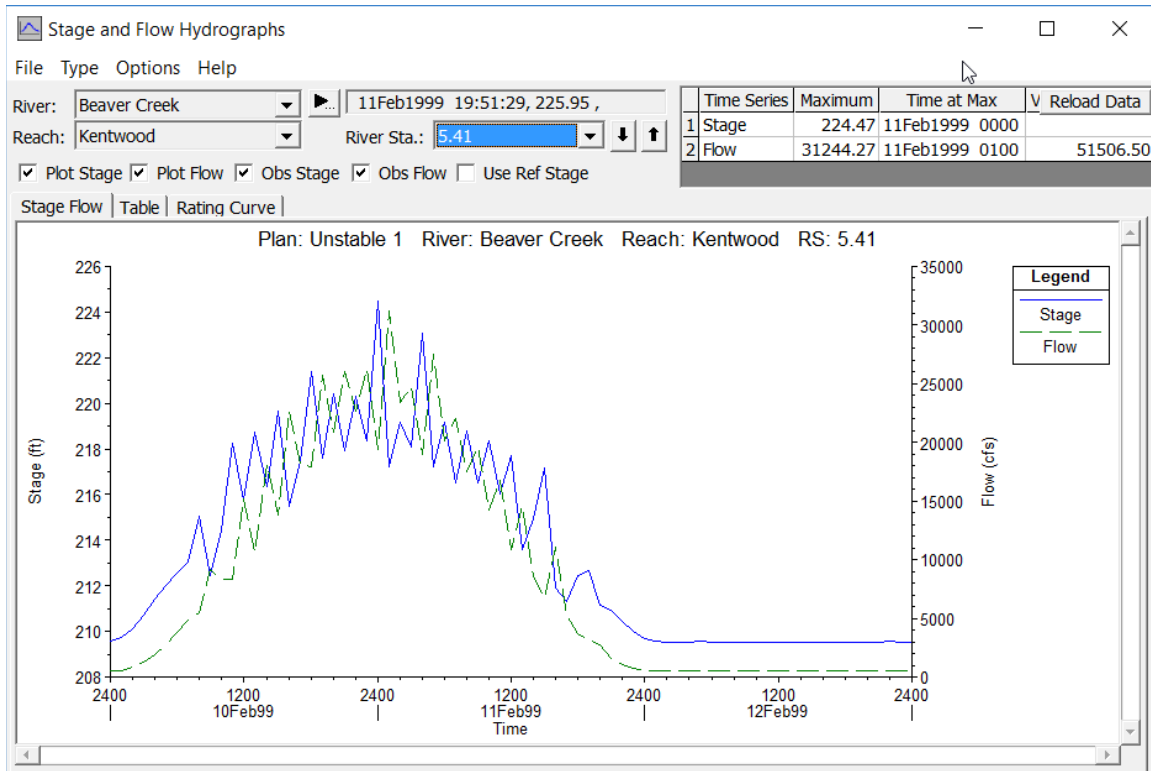 Stage and Flow Hydrographs
File Type Options Help
River: Beaver Creek 11Feb1999 19:51:29, 225.95 ,
Reach: Kentwood River Sta.: 5.41
Plot Stage Plot Flow Obs Stage Obs Flow Use Ref Stage
Time Series Maximum Time at Max V Reload Data
1 Stage 224.47 11Feb1999 0000
2 Flow 31244.27 11Feb1999 0100 51506.50
Stage Flow Table Rating Curve
Plan: Unstable 1 River: Beaver Creek Reach: Kentwood RS: 5.41
226
224
222
220
218
216
214
212
210
208
Stage (ft)
35000
30000
25000
20000
15000
10000
5000
0
Flow (cfs)
Legend
Stage
Flow
2400 1200 2400 1200 2400 1200 2400
10Feb99 11Feb99 12Feb99
Time